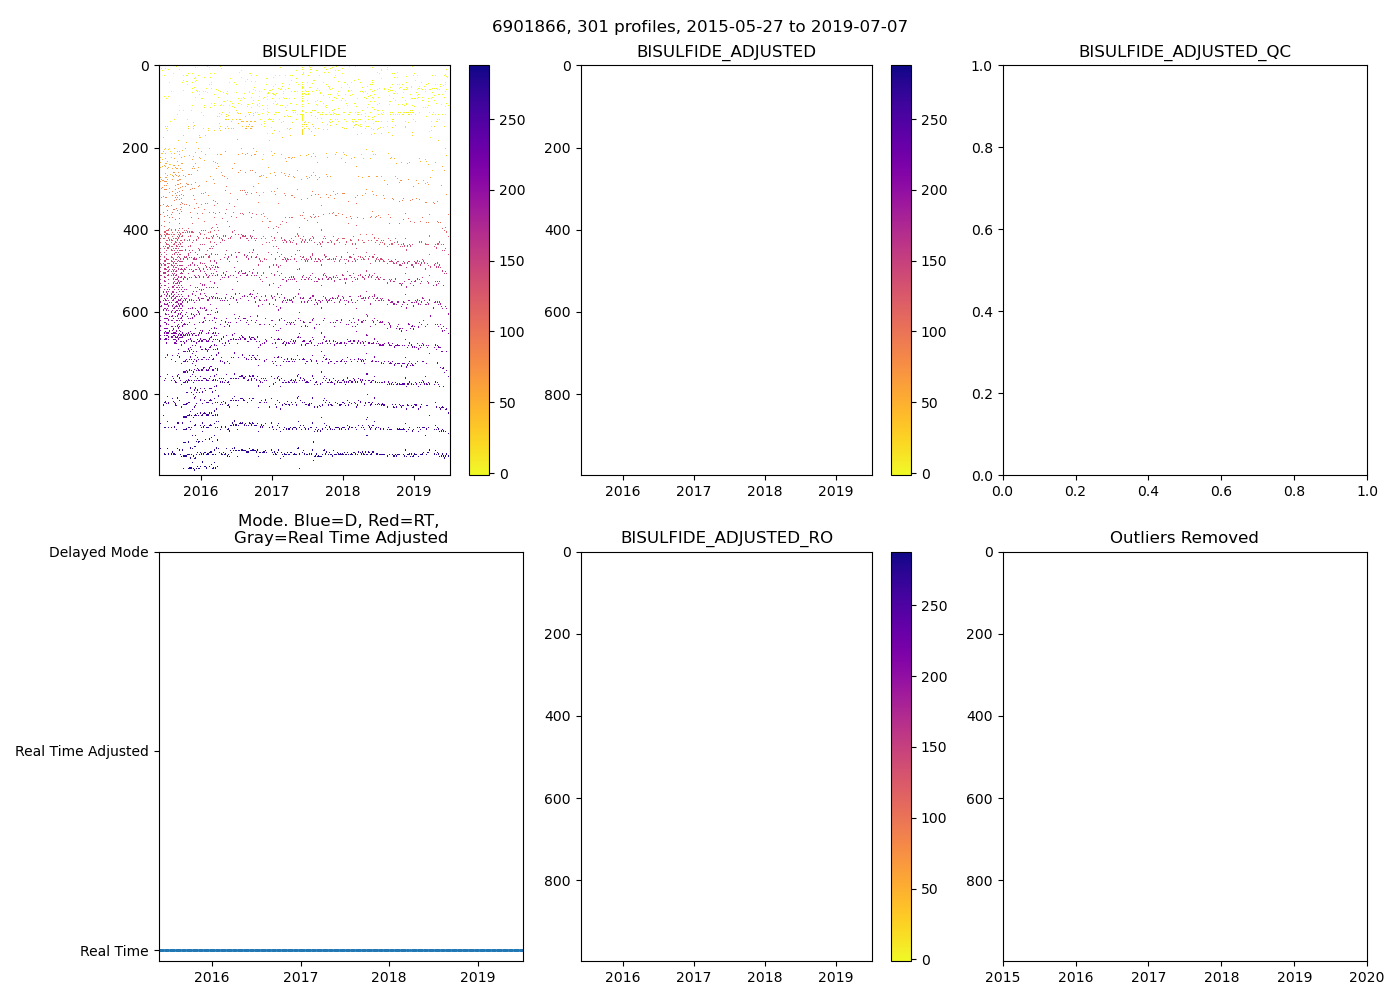 6901866, 301 profiles, 2015-05-27 to 2019-07-07
BISULFIDE
0
200
400
600
800
2016 2017 2018 2019
250
200
150
100
50
0
BISULFIDE_ADJUSTED
0
200
400
600
800
2016 2017 2018 2019
250
200
150
100
50
0
BISULFIDE_ADJUSTED_QC
1.0
0.8
0.6
0.4
0.2
0.0
0.0 0.2 0.4 0.6 0.8 1.0
Mode. Blue=D, Red=RT,
Gray=Real Time Adjusted
Delayed Mode
Real Time Adjusted
Real Time
2016 2017 2018 2019
BISULFIDE_ADJUSTED_RO
0
200
400
600
800
2016 2017 2018 2019
250
200
150
100
50
0
Outliers Removed
0
200
400
600
800
2015 2016 2017 2018 2019 2020